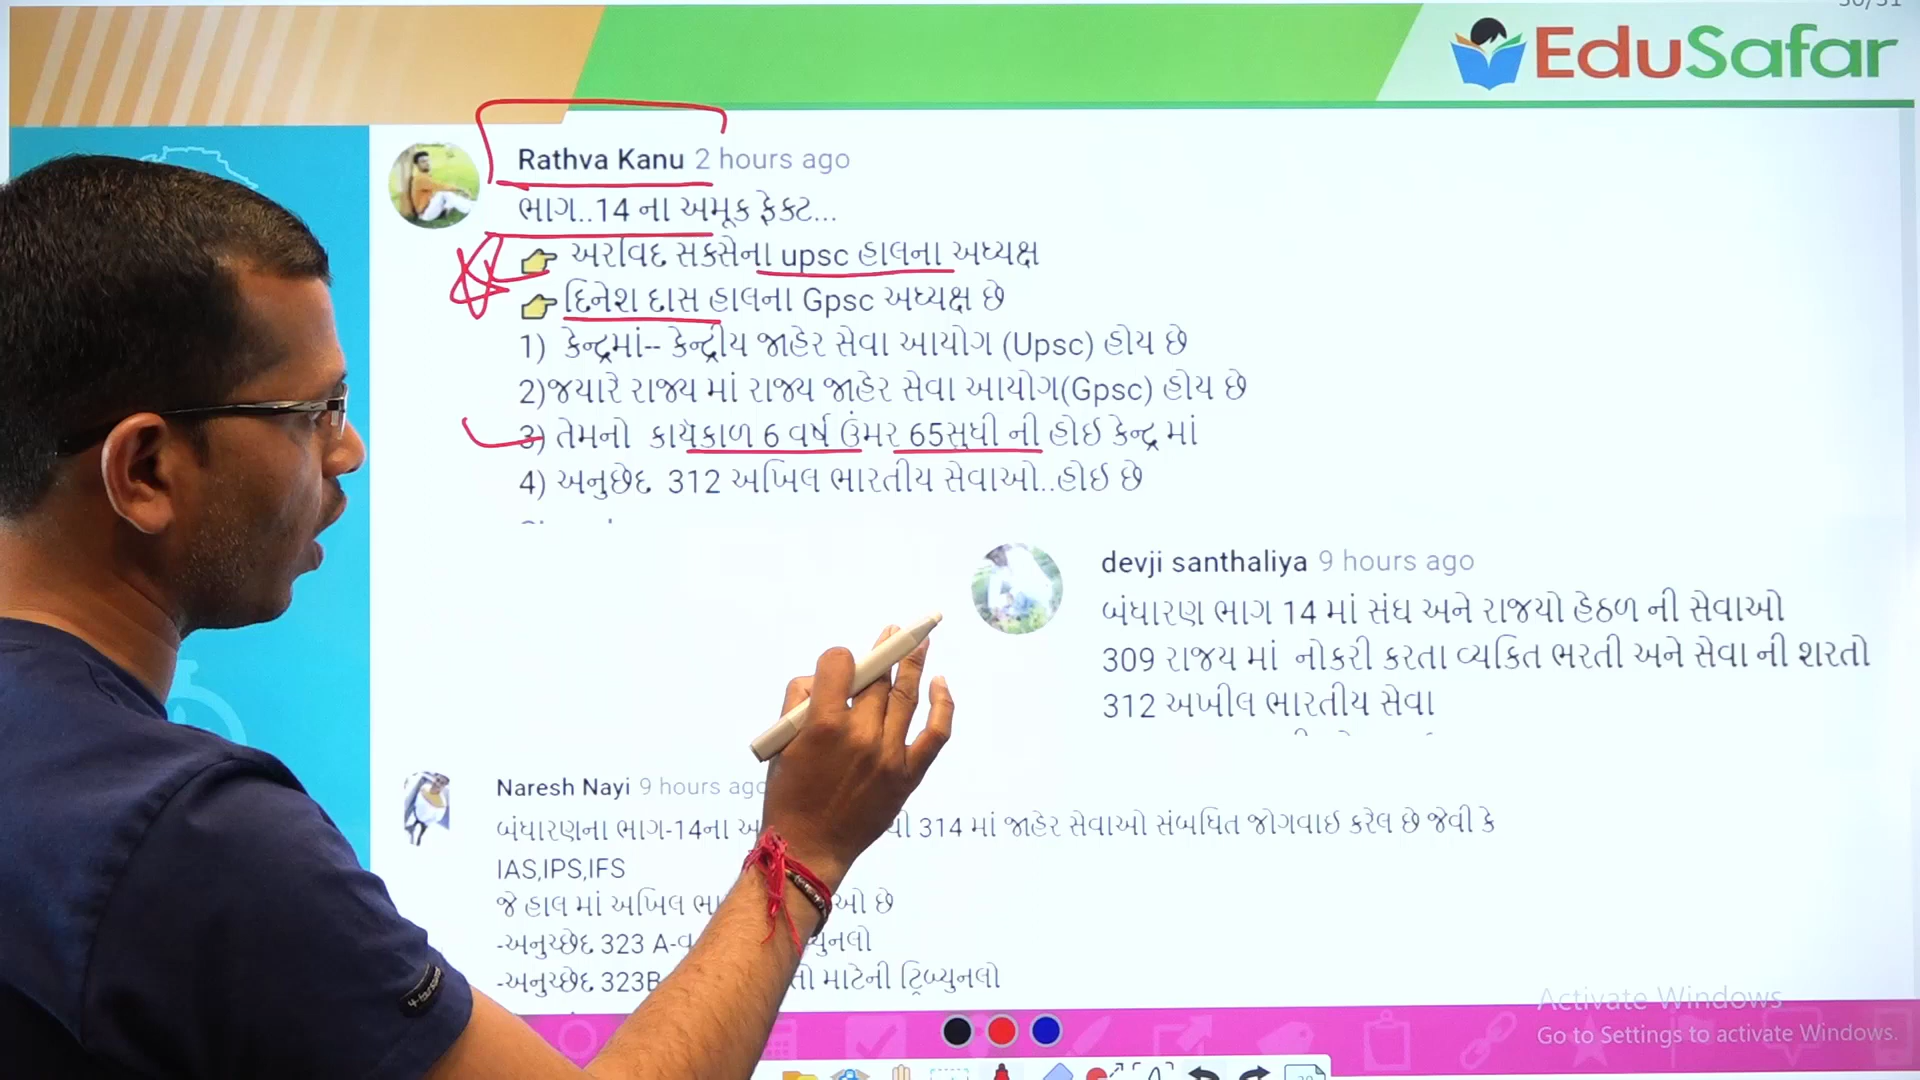 EduSafar
Rathva Kanu 2 hours ago
ભાગ..14 ના અમૂક ફેક્ટ...
અરવિંદ સક્સેના upsc હાલના અધ્યક્ષ
દિનેશ દાસ હાલના Gpsc અધ્યક્ષ છે
1) કેન્દ્રમાં-- કેન્દ્રીય જાહેર સેવા આયોગ (Upsc) હોય છે
2)જયારે રાજ્ય માં રાજ્ય જાહેર સેવા આયોગ(Gpsc) હોય છે
3) તેમનો કાર્યકાળ 6 વર્ષ ઉંમર 65સુધી ની હોઈ કેન્દ્ર માં
4) અનુછેદ 312 અખિલ ભારતીય સેવાઓ..હોઈ છે
devji santhaliya 9 hours ago
બંધારણ ભાગ 14 માં સંઘ અને રાજયો હેઠળ ની સેવાઓ
309 રાજય માં નોકરી કરતા વ્યકિત ભરતી અને સેવા ની શરતો
312 અખીલ ભારતીય સેવા
Naresh Nayi 9 hours ago
બંધારણના ભાગ-14ના 314 માં જાહેર સેવાઓ સંબધિત જોગવાઈ કરેલ છે જેવી કે
IAS,IPS,IFS
જે હાલ માં અખિલ છે
-અનુચ્છેદ 323 A-
-અનુચ્છેદ 323B માટેની ટ્રિબ્યુનલો
Activate Windows
Go to Settings to activate Windows.